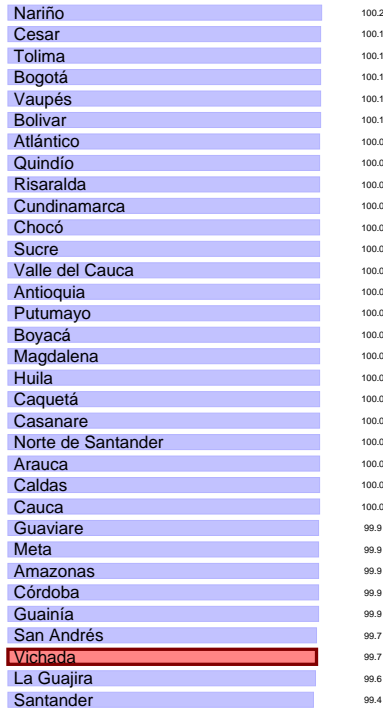 Nariño 100.2
Cesar 100.1
Tolima 100.1
Bogotá 100.1
Vaupés 100.1
Bolivar 100.1
Atlántico 100.0
Quindío 100.0
Risaralda 100.0
Cundinamarca 100.0
Chocó 100.0
Sucre 100.0
Valle del Cauca 100.0
Antioquia 100.0
Putumayo 100.0
Boyacá 100.0
Magdalena 100.0
Huila 100.0
Caquetá 100.0
Casanare 100.0
Norte de Santander 100.0
Arauca 100.0
Caldas 100.0
Cauca 100.0
Guaviare 99.9
Meta 99.9
Amazonas 99.9
Córdoba 99.9
Guainía 99.9
San Andrés 99.7
Vichada 99.7
La Guajira 99.6
Santander 99.4